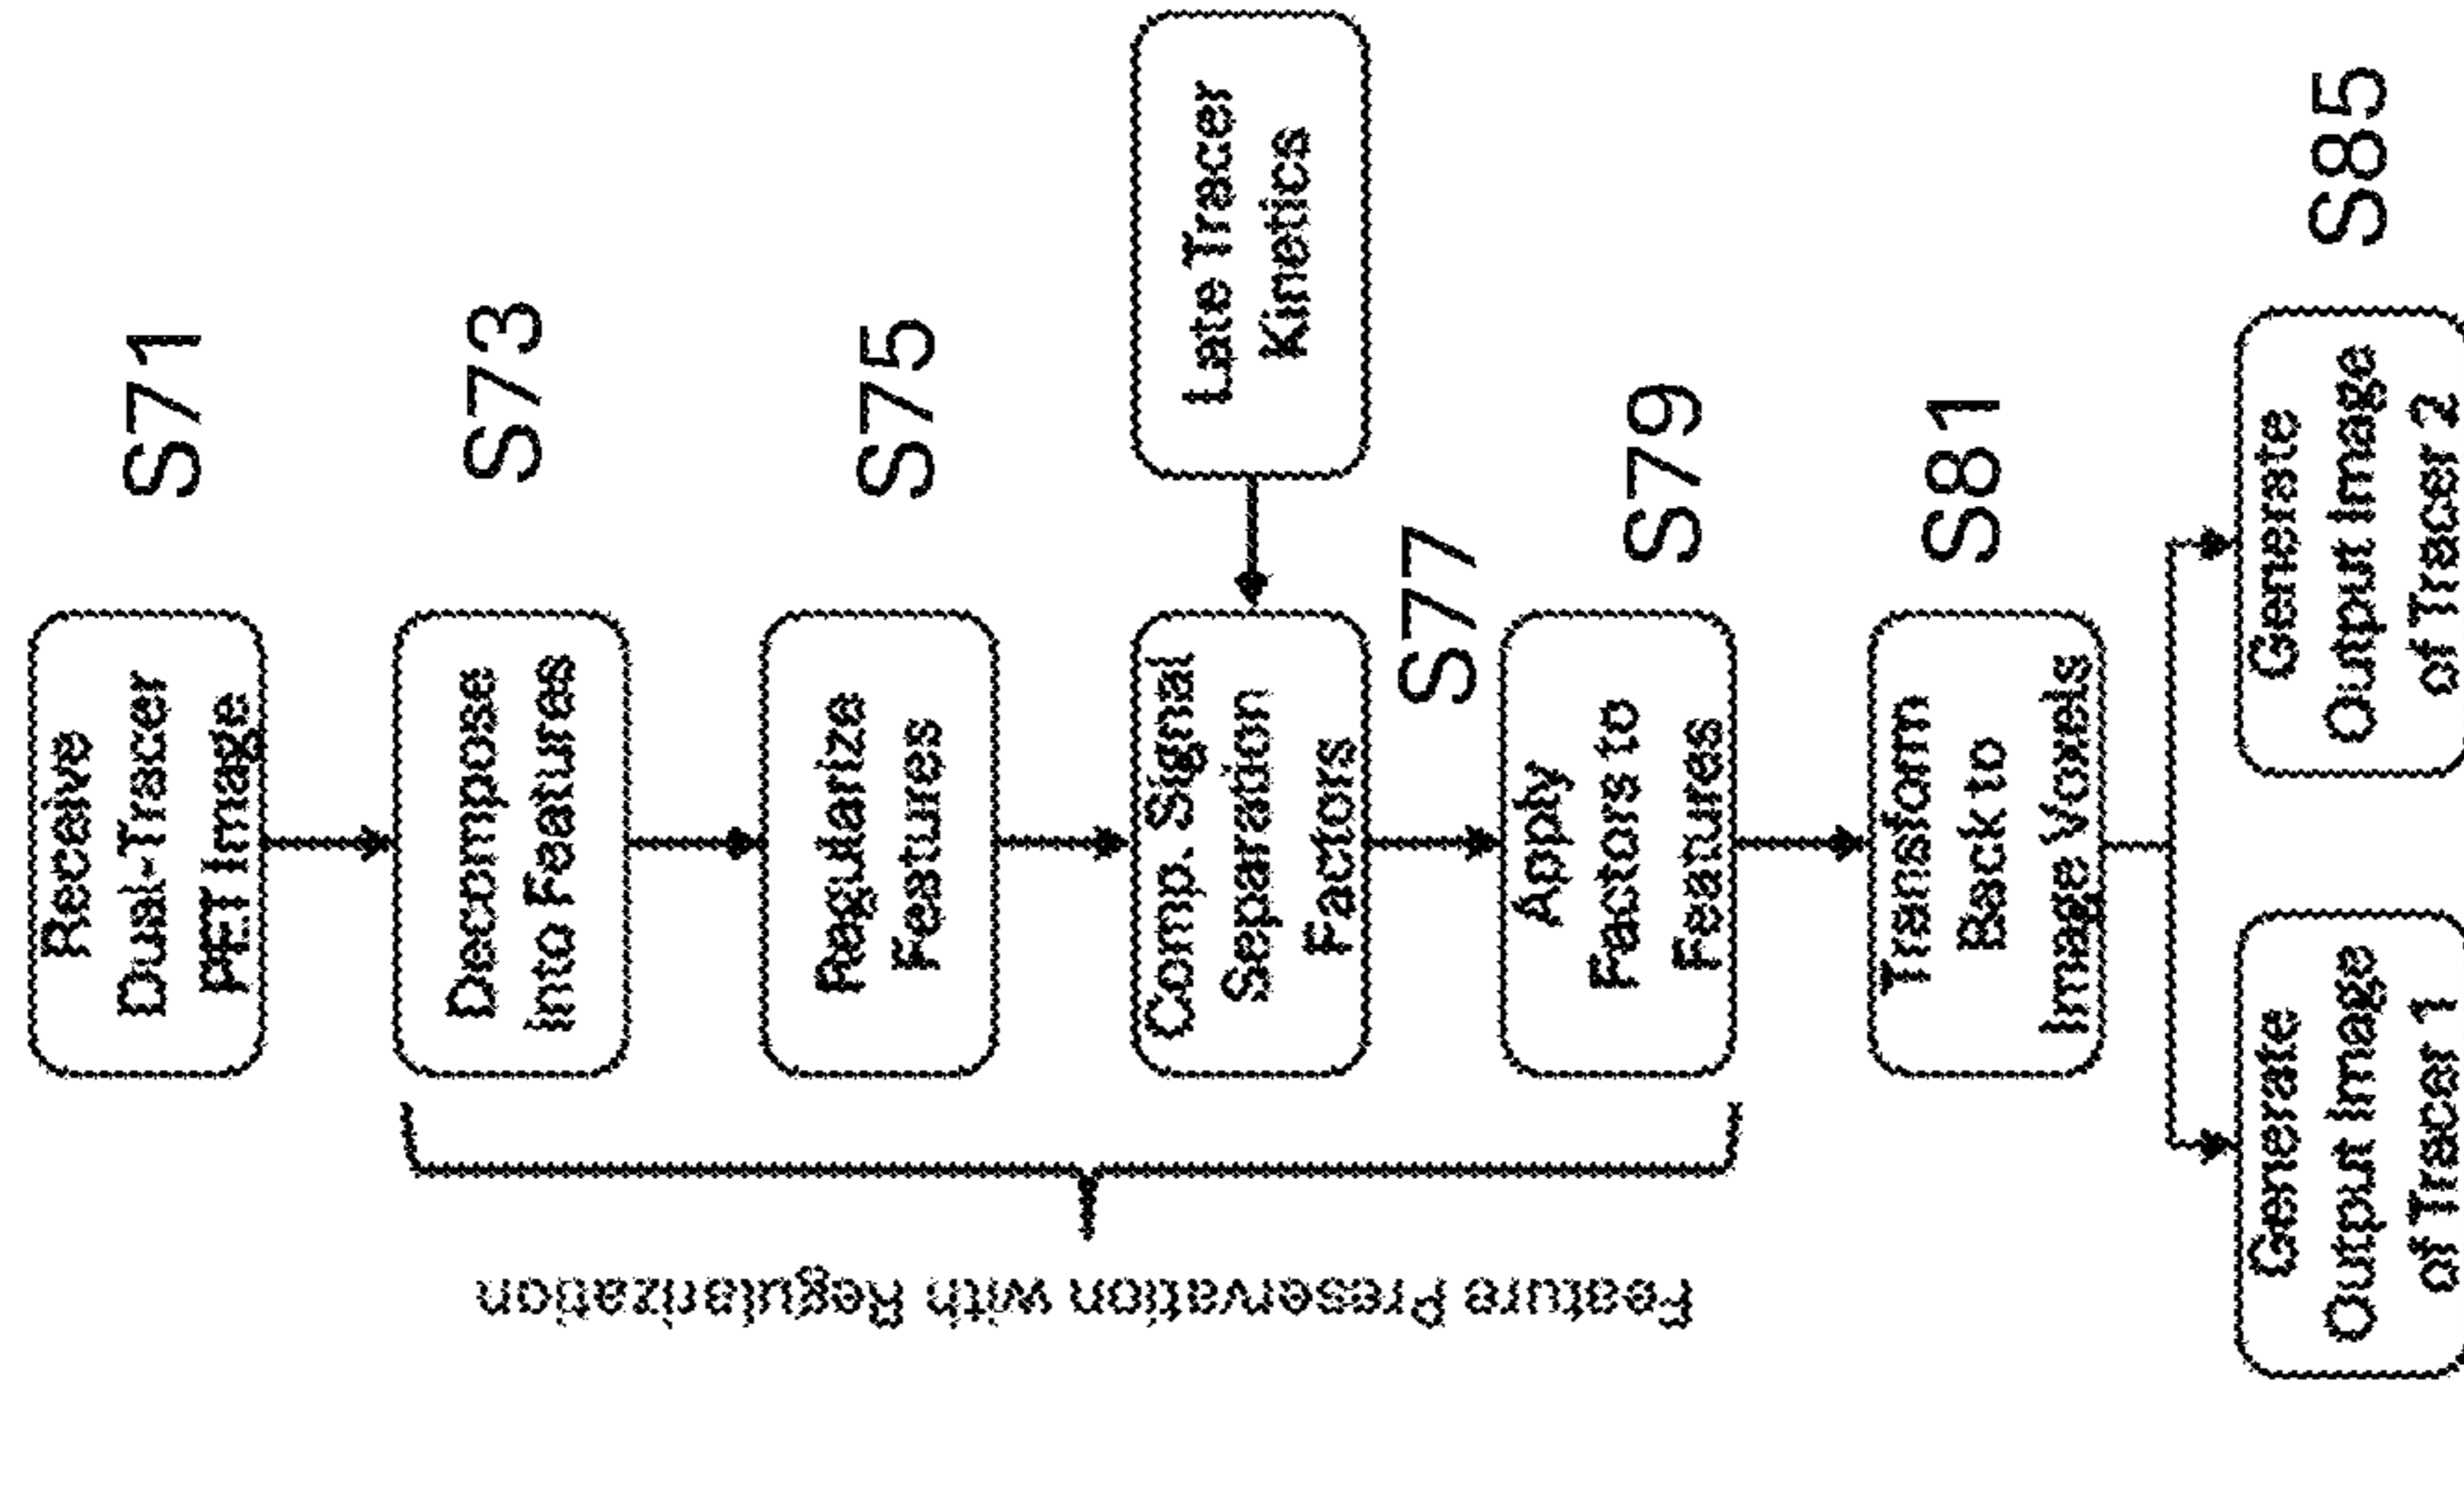 Receive
Dual-Tracer
PET Image
S71
Decompose
into Features
S73
Regularize
Features
S75
Comp. Signal
Separation
Factors
S77
Late Tracer
Kinetics
Apply
Factors to
Features
S79
Transform
Back to
Image Voxels
S81
Generate
Output Image
of Tracer 1
Generate
Output Image
of Tracer 2
S85
Feature Preservation with Regularization